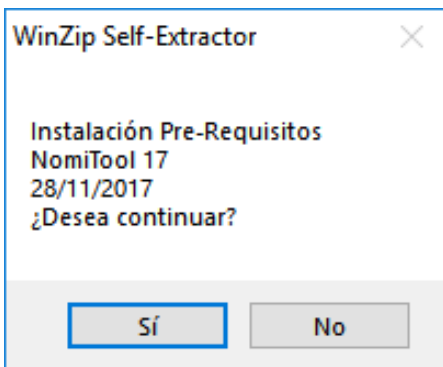 WinZip Self-Extractor
Instalación Pre-Requisitos
NomiTool 17
28/11/2017
¿Desea continuar?
Sí
No